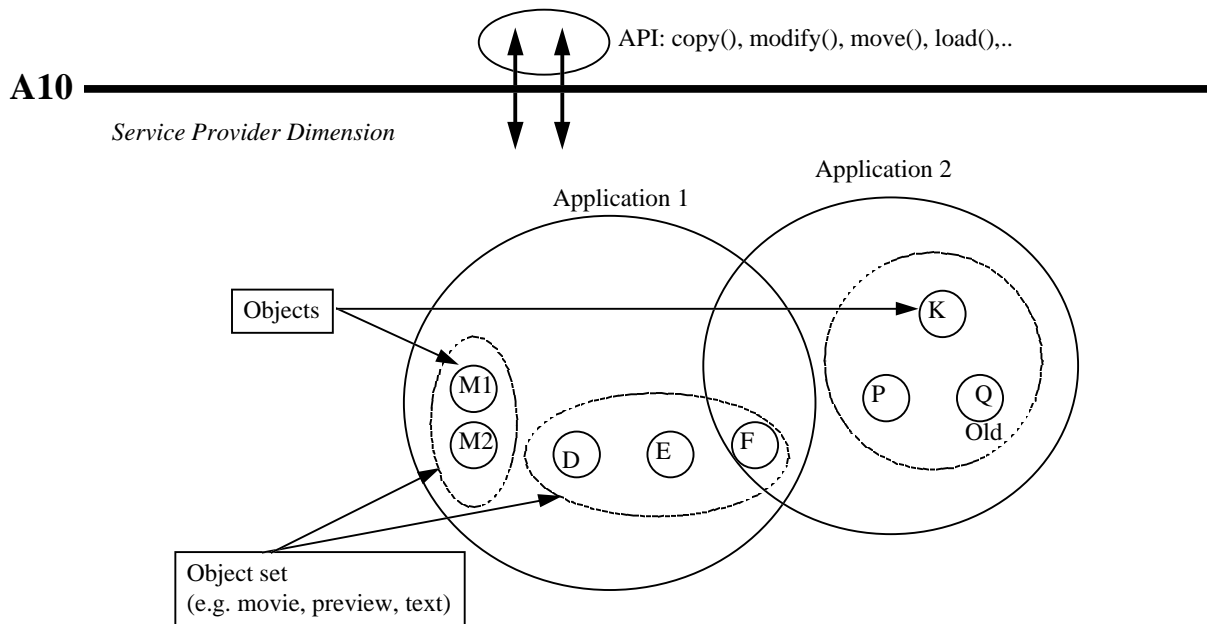 API: copy(), modify(), move(), load(),..
A10
Service Provider Dimension
Application 2
Application 1
Objects
K
M1
P
Q
Old
M2
D
E
F
Object set
(e.g. movie, preview, text)